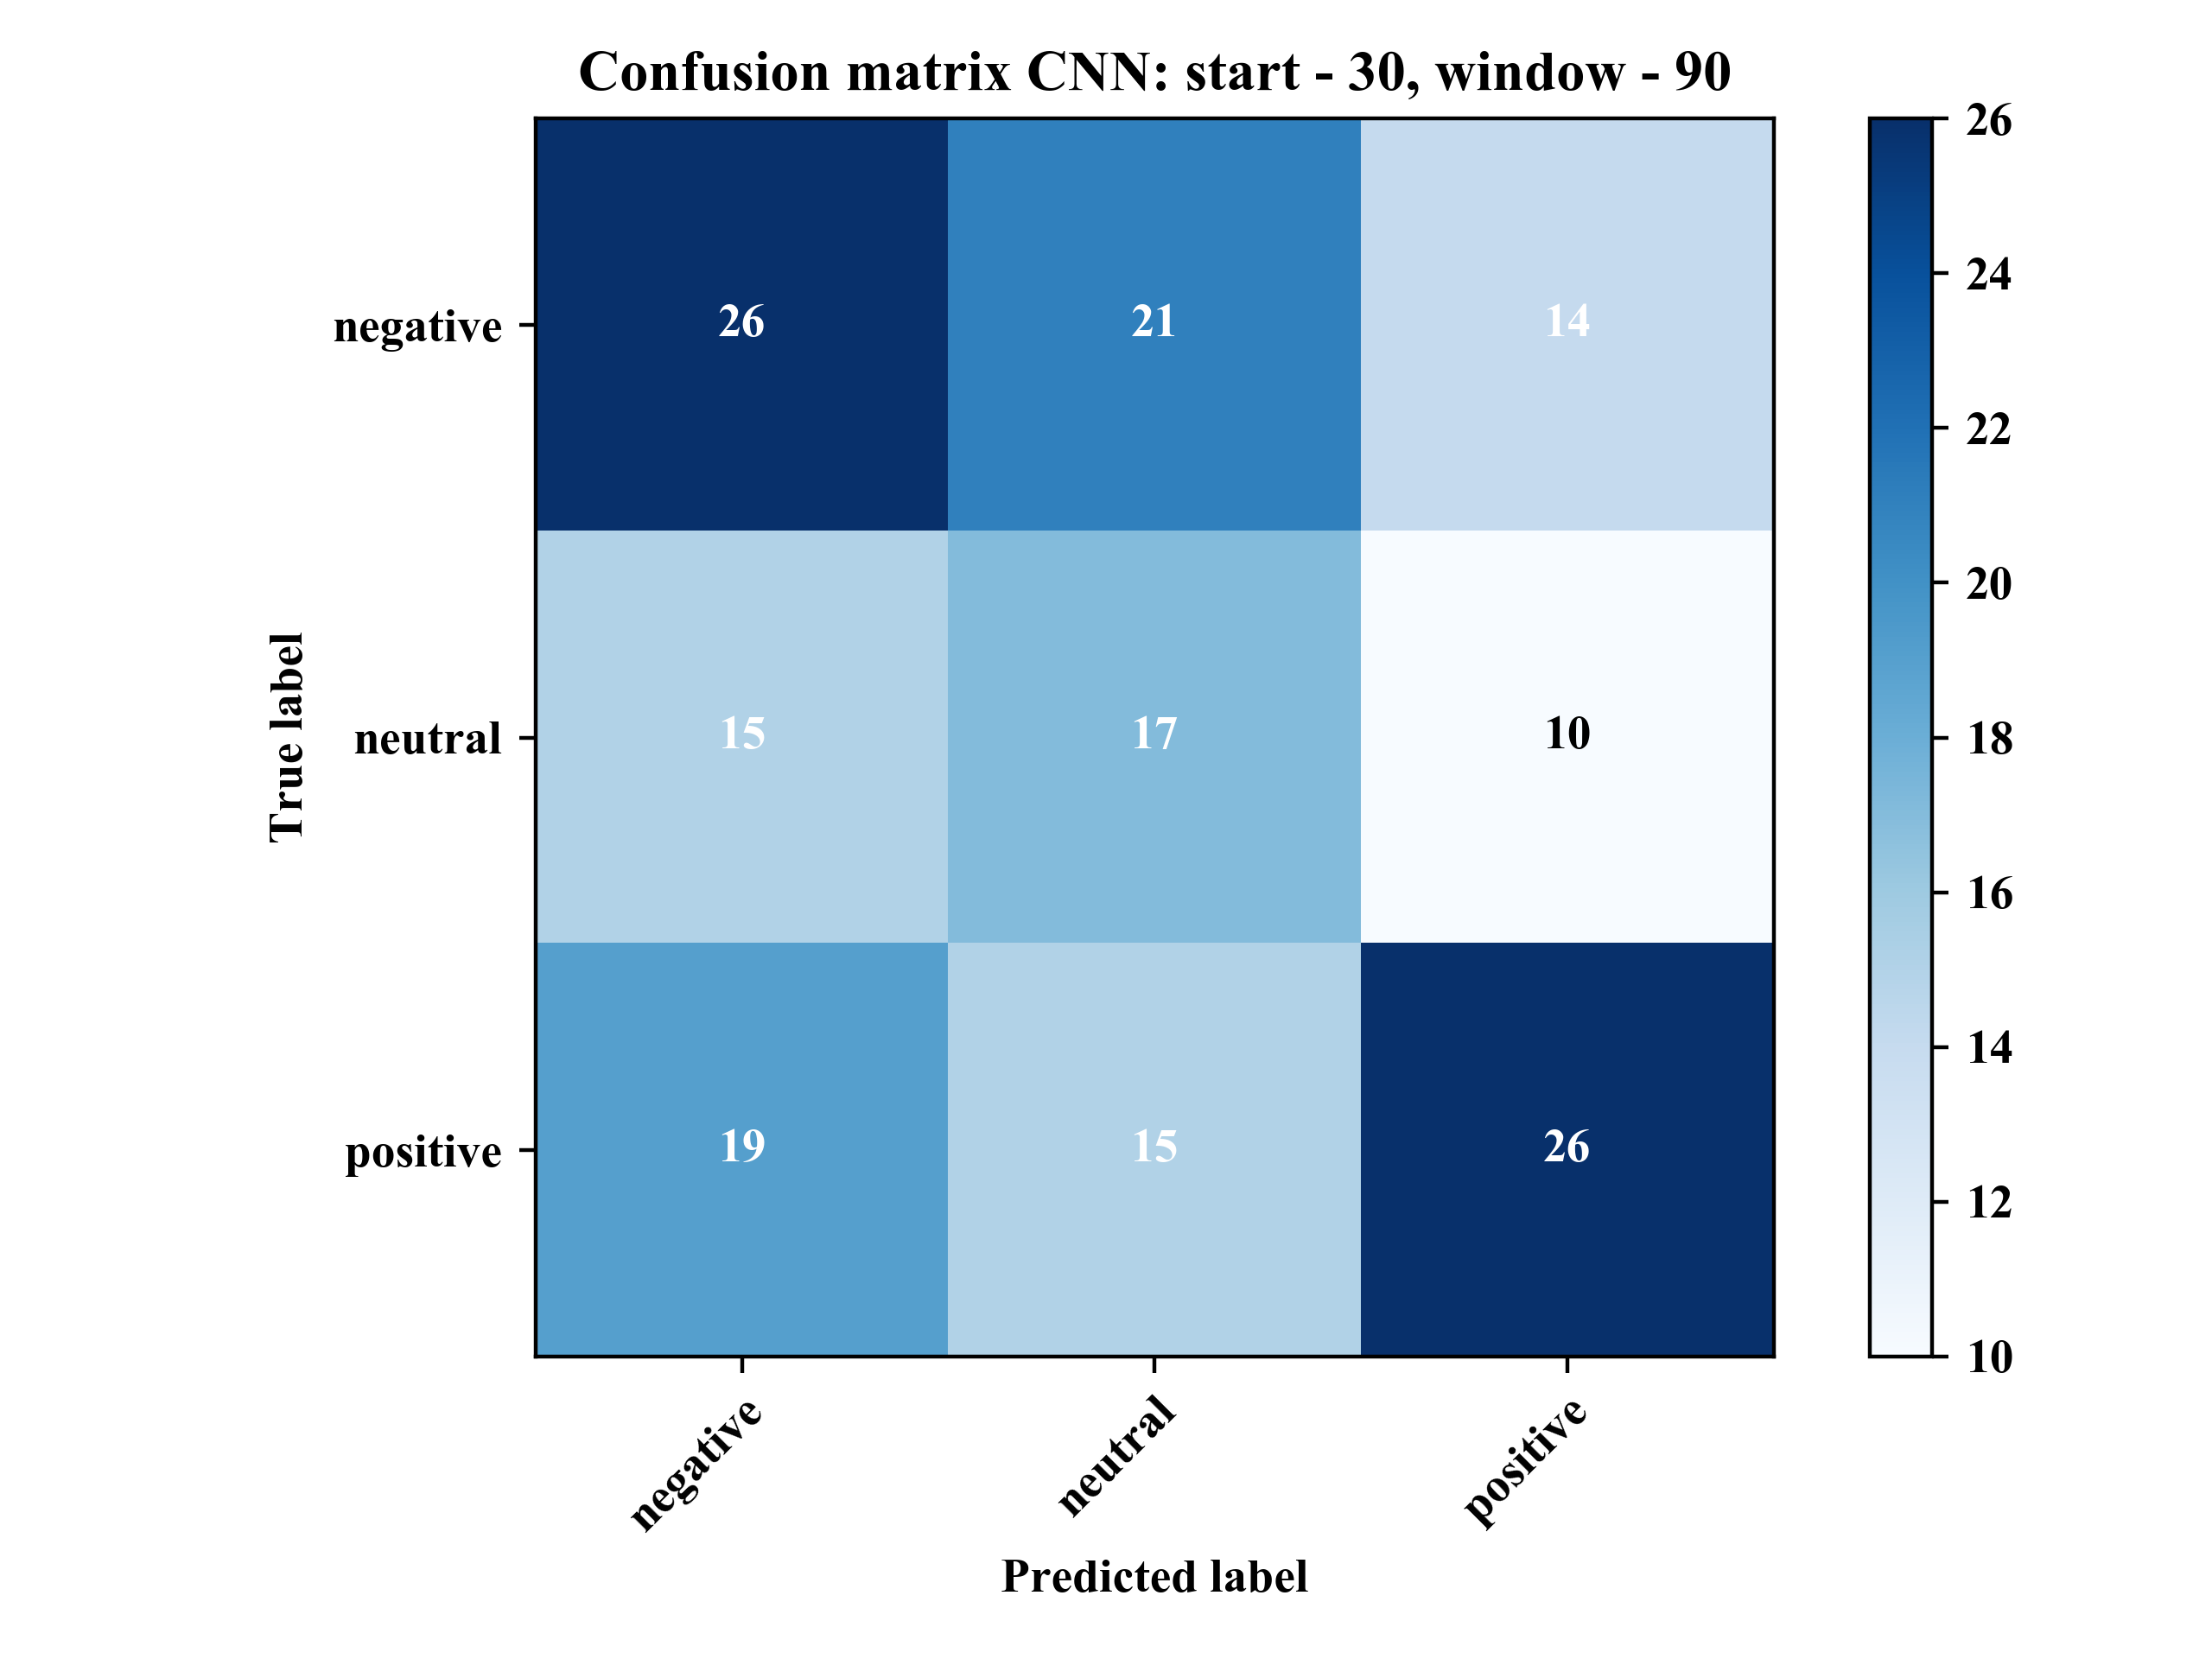 Confusion matrix CNN: start - 30, window - 90
26
24
22
20
18
16
14
12
10
True label
negative
neutral
positive
26 21 14
15 17 10
19 15 26
negative
neutral
positive
Predicted label